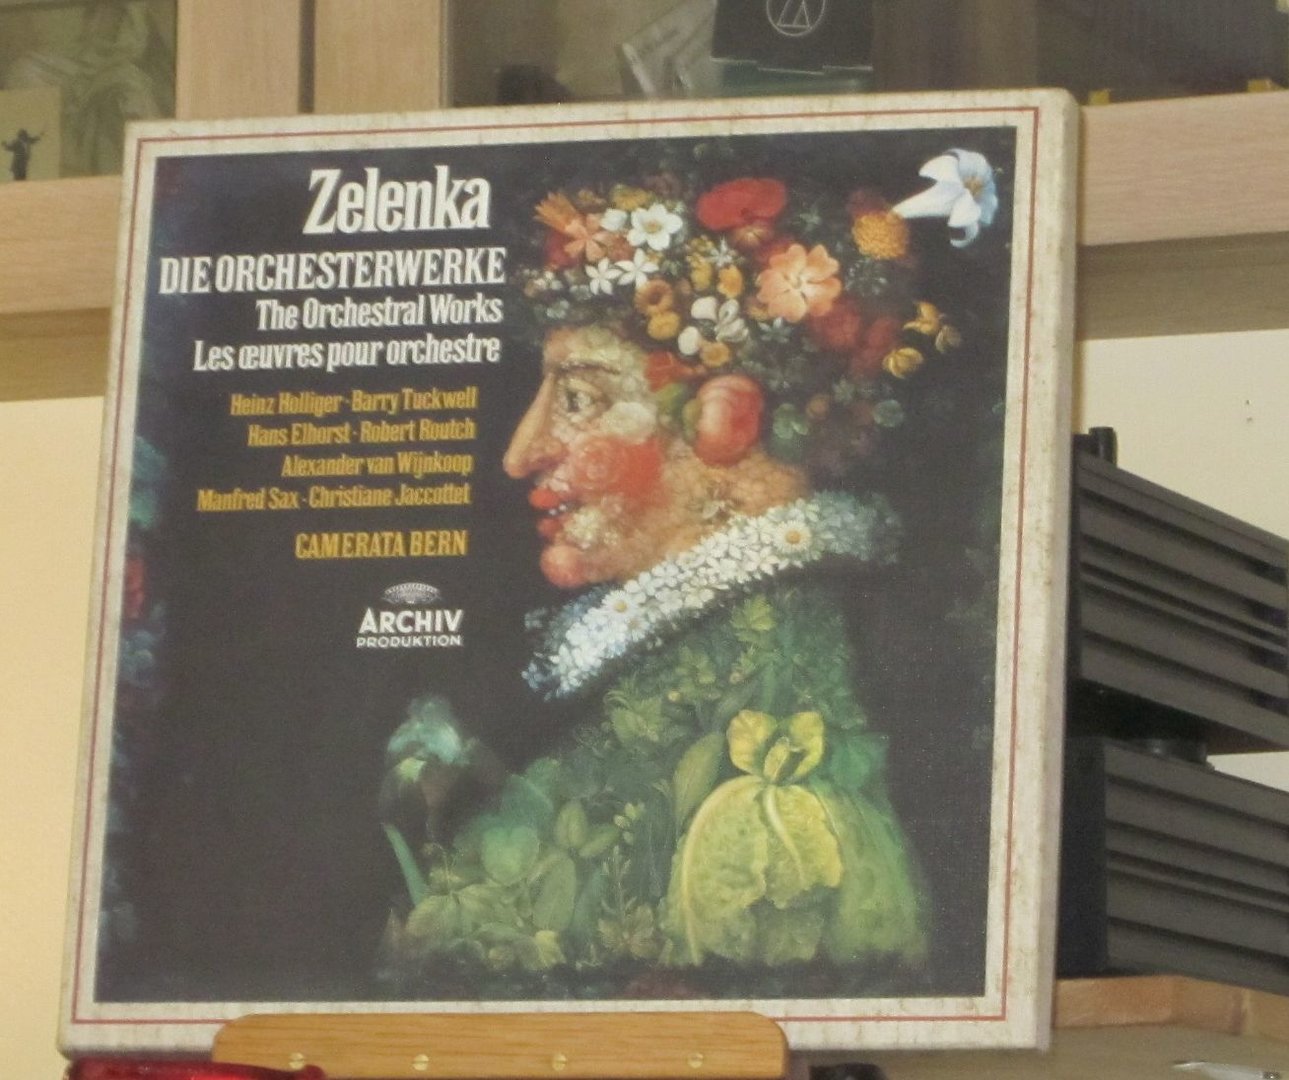 Zelenka
DIE ORCHESTERWERKE
The Orchestral Works
Les œuvres pour orchestre
Heinz Holliger · Barry Tuckwell
Hans Elhorst · Robert Routch
Alexander van Wijnkoop
Manfred Sax · Christiane Jaccottet
CAMERATA BERN
ARCHIV
PRODUKTION